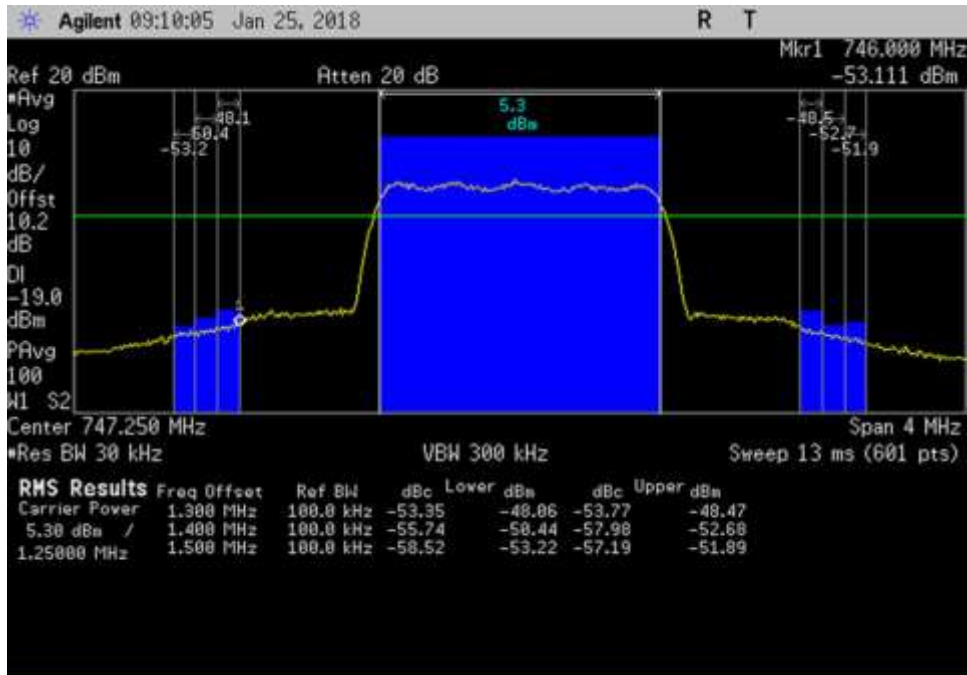 Agilent 09:10:05 Jan 25, 2018 R T
Mkr1 746.000 MHz
Ref 20 dBm Atten 20 dB -53.111 dBm
*Avg
Log
10
dB/
Offst
10.2
dB
DI
-19.0
dBm
PAvg
100
W1 S2
5.3
dBm
-48.1
-50.4
-53.2
-48.5
-52.7
-51.9
1
Center 747.250 MHz Span 4 MHz
*Res BW 30 kHz VBW 300 kHz Sweep 13 ms (601 pts)
RMS Results Freq Offset Ref BW dBc Lower dBm dBc Upper dBm
Carrier Power 1.300 MHz 100.0 kHz -53.35 -48.06 -53.77 -48.47
5.30 dBm / 1.400 MHz 100.0 kHz -55.74 -50.44 -57.98 -52.68
1.25000 MHz 1.500 MHz 100.0 kHz -58.52 -53.22 -57.19 -51.89